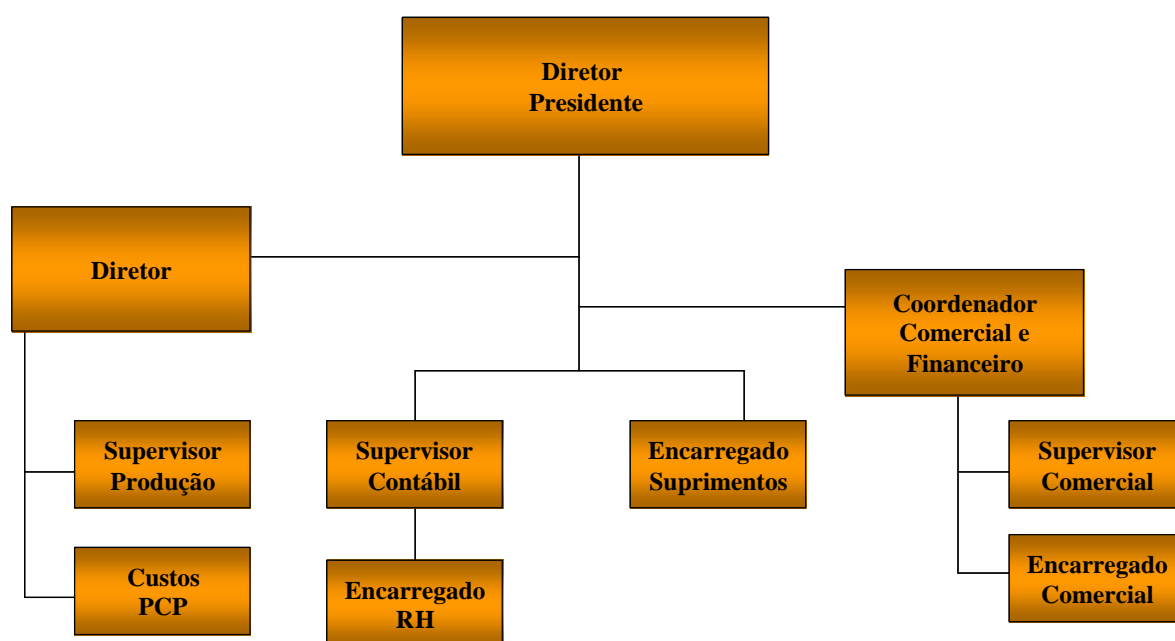 Diretor
Presidente
Diretor
Coordenador
Comercial e
Financeiro
Supervisor
Produção
Supervisor
Contábil
Encarregado
Suprimentos
Supervisor
Comercial
Custos
PCP
Encarregado
RH
Encarregado
Comercial